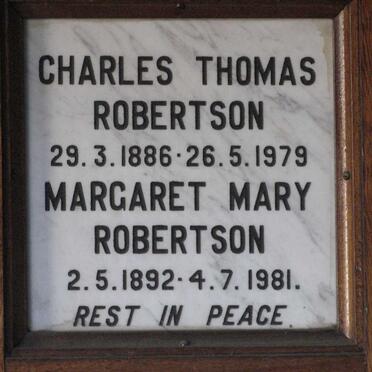 CHARLES THOMAS
ROBERTSON
29.3.1886·26.5.1979
MARGARET MARY
ROBERTSON
2.5.1892·4.7.1981.
REST IN PEACE.